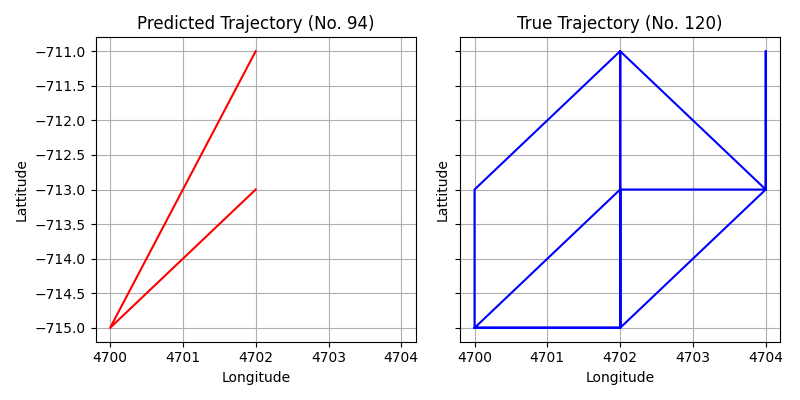 Predicted Trajectory (No. 94)
True Trajectory (No. 120)
−711.0
−711.5
−712.0
−712.5
−713.0
−713.5
−714.0
−714.5
−715.0
Lattitude
Lattitude
4700 4701 4702 4703 4704
4700 4701 4702 4703 4704
Longitude
Longitude